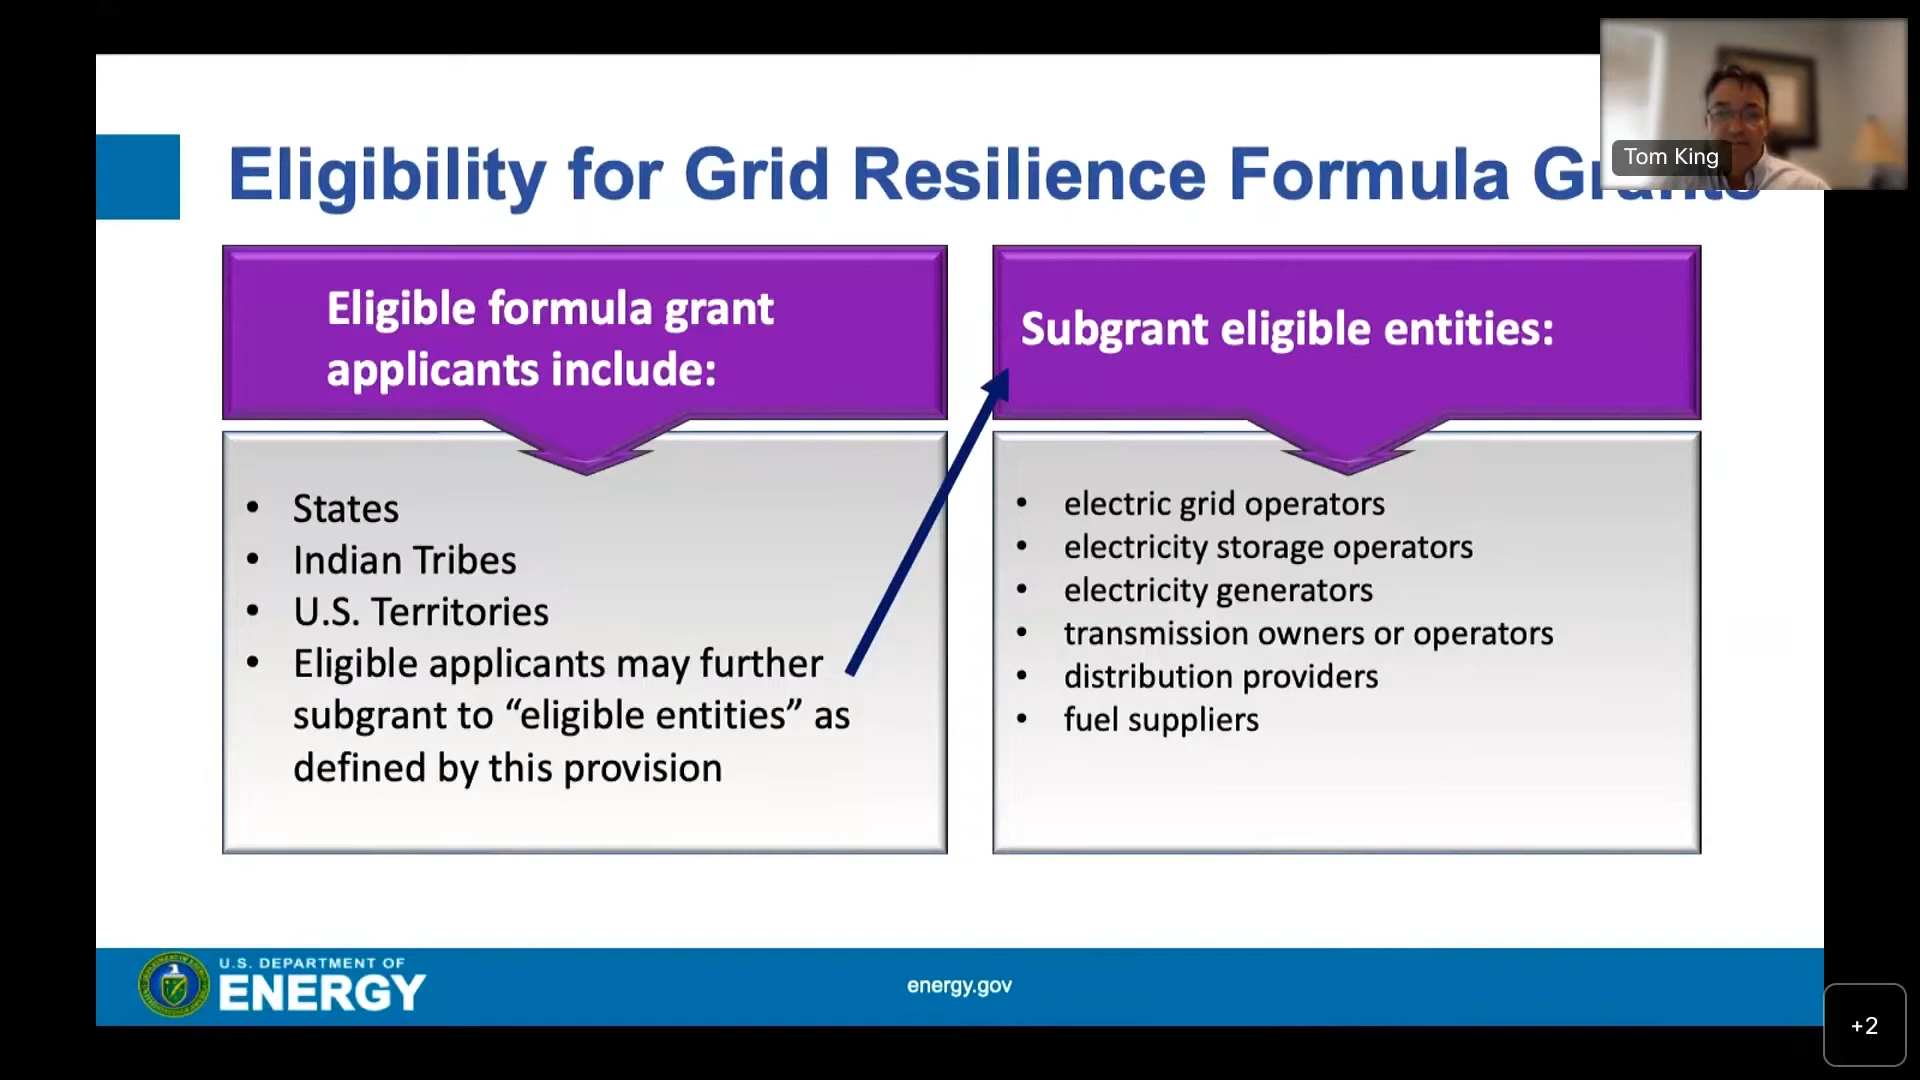 Tom King
Eligibility for Grid Resilience Formula Grants
Eligible formula grant
applicants include:
• States
• Indian Tribes
• U.S. Territories
• Eligible applicants may further
subgrant to “eligible entities” as
defined by this provision
Subgrant eligible entities:
• electric grid operators
• electricity storage operators
• electricity generators
• transmission owners or operators
• distribution providers
• fuel suppliers
U.S. DEPARTMENT OF
ENERGY
energy.gov
+2